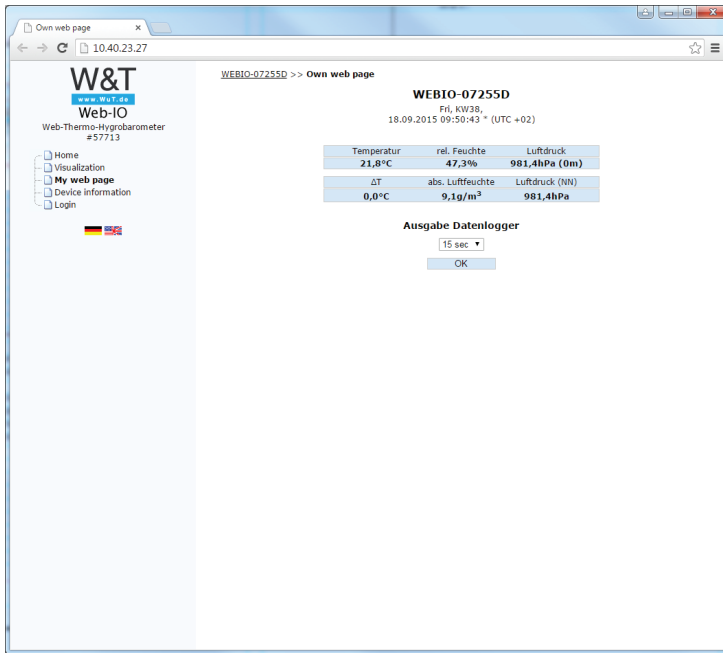 Own web page
10.40.23.27
W&T
www.WuT.de
Web-IO
Web-Thermo-Hygrobarometer
#57713
Home
Visualization
My web page
Device information
Login
WEBIO-07255D >> Own web page
WEBIO-07255D
Fri, KW38,
18.09.2015 09:50:43 * (UTC +02)
Temperatur rel. Feuchte Luftdruck
21,8°C 47,3% 981,4hPa (0m)
ΔT abs. Luftfeuchte Luftdruck (NN)
0,0°C 9,1g/m³ 981,4hPa
Ausgabe Datenlogger
15 sec
OK